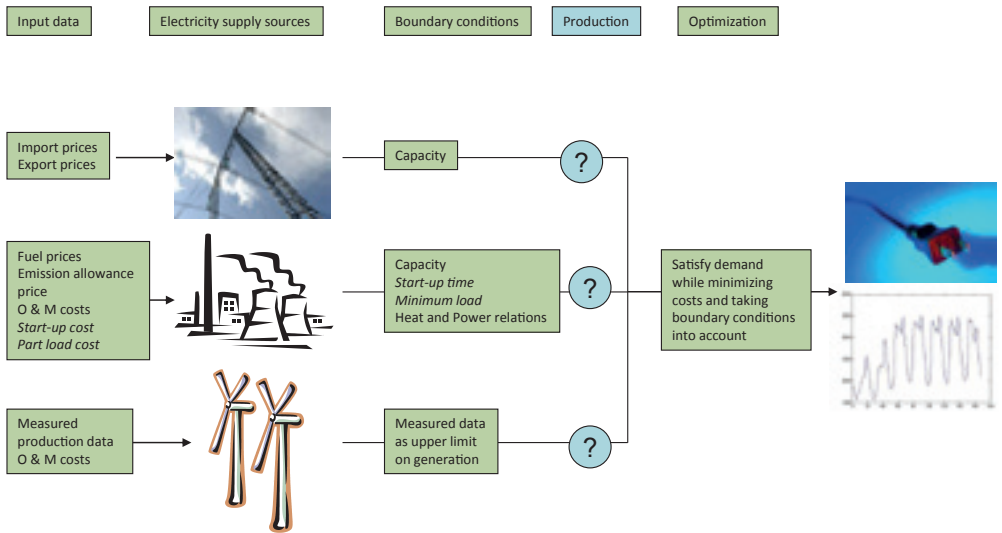 Input data
Electricity supply sources
Boundary conditions
Production
Optimization
Import prices
Export prices
Capacity
?
Fuel prices
Emission allowance
price
O & M costs
Start-up cost
Part load cost
Capacity
Start-up time
Minimum load
Heat and Power relations
?
Satisfy demand
while minimizing
costs and taking
boundary conditions
into account
Measured
production data
O & M costs
Measured data
as upper limit
on generation
?